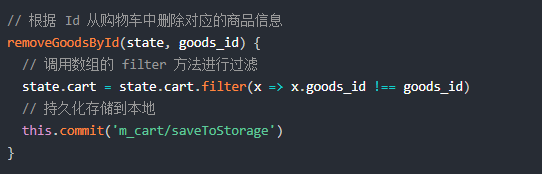 // 根据 Id 从购物车中删除对应的商品信息
removeGoodsById(state, goods_id) {
  // 调用数组的 filter 方法进行过滤
  state.cart = state.cart.filter(x => x.goods_id !== goods_id)
  // 持久化存储到本地
  this.commit('m_cart/saveToStorage')
}